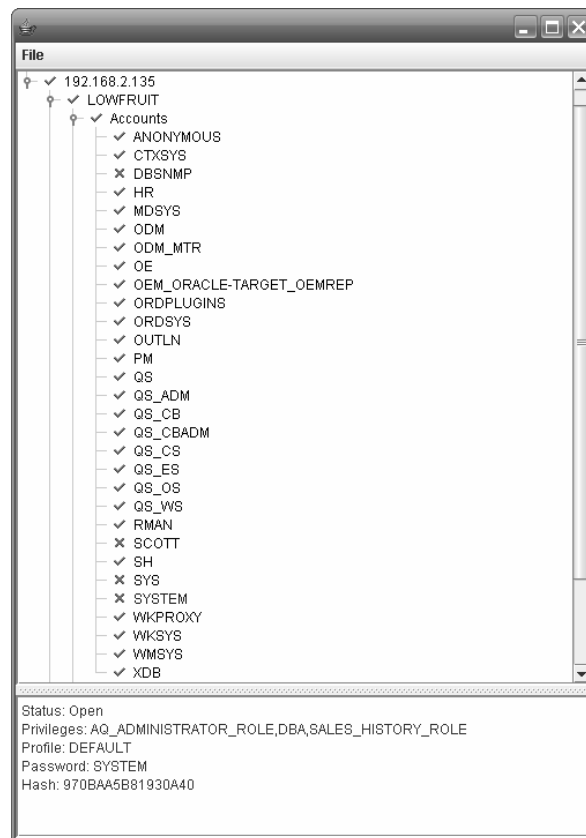 File
192.168.2.135
LOWFRUIT
Accounts
ANONYMOUS
CTXSYS
DBSNMP
HR
MDSYS
ODM
ODM_MTR
OE
OEM_ORACLE-TARGET_OEMREP
ORDPLUGINS
ORDSYS
OUTLN
PM
QS
QS_ADM
QS_CB
QS_CBADM
QS_CS
QS_ES
QS_OS
QS_WS
RMAN
SCOTT
SH
SYS
SYSTEM
WKPROXY
WKSYS
WMSYS
XDB
Status: Open
Privileges: AQ_ADMINISTRATOR_ROLE,DBA,SALES_HISTORY_ROLE
Profile: DEFAULT
Password: SYSTEM
Hash: 970BAA5B81930A40